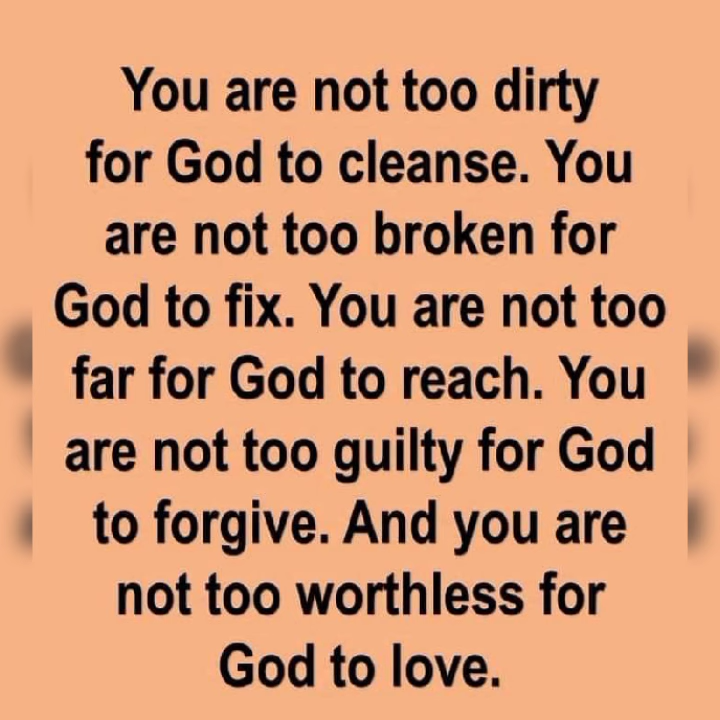 You are not too dirty
for God to cleanse. You
are not too broken for
God to fix. You are not too
far for God to reach. You
are not too guilty for God
to forgive. And you are
not too worthless for
God to love.